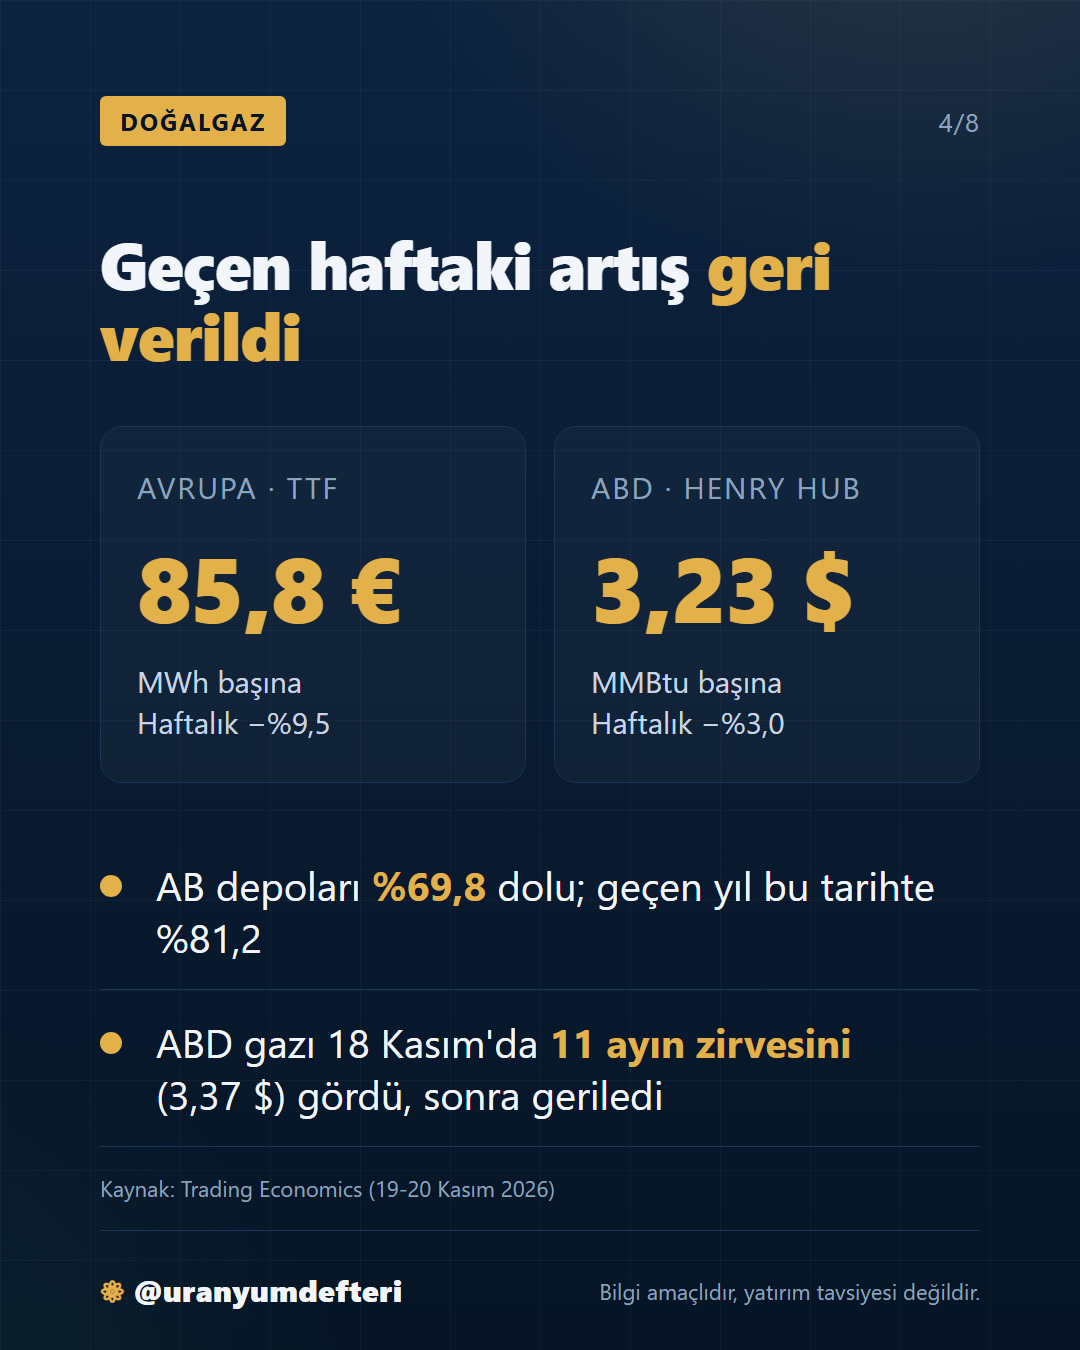 DOĞALGAZ
4/8
Geçen haftaki artış geri
verildi
AVRUPA · TTF
85,8 €
MWh başına
Haftalık −%9,5
ABD · HENRY HUB
3,23 $
MMBtu başına
Haftalık −%3,0
AB depoları %69,8 dolu; geçen yıl bu tarihte
%81,2
ABD gazı 18 Kasım'da 11 ayın zirvesini
(3,37 $) gördü, sonra geriledi
Kaynak: Trading Economics (19-20 Kasım 2026)
@uranyumdefteri
Bilgi amaçlıdır, yatırım tavsiyesi değildir.